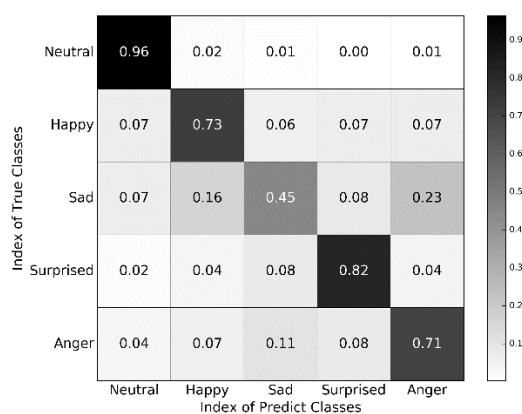 Neutral 0.96 0.02 0.01 0.00 0.01
Happy 0.07 0.73 0.06 0.07 0.07
Sad 0.07 0.16 0.45 0.08 0.23
Surprised 0.02 0.04 0.08 0.82 0.04
Anger 0.04 0.07 0.11 0.08 0.71
Neutral Happy Sad Surprised Anger
Index of Predict Classes
Index of True Classes
0.9
0.8
0.7
0.6
0.5
0.4
0.3
0.2
0.1